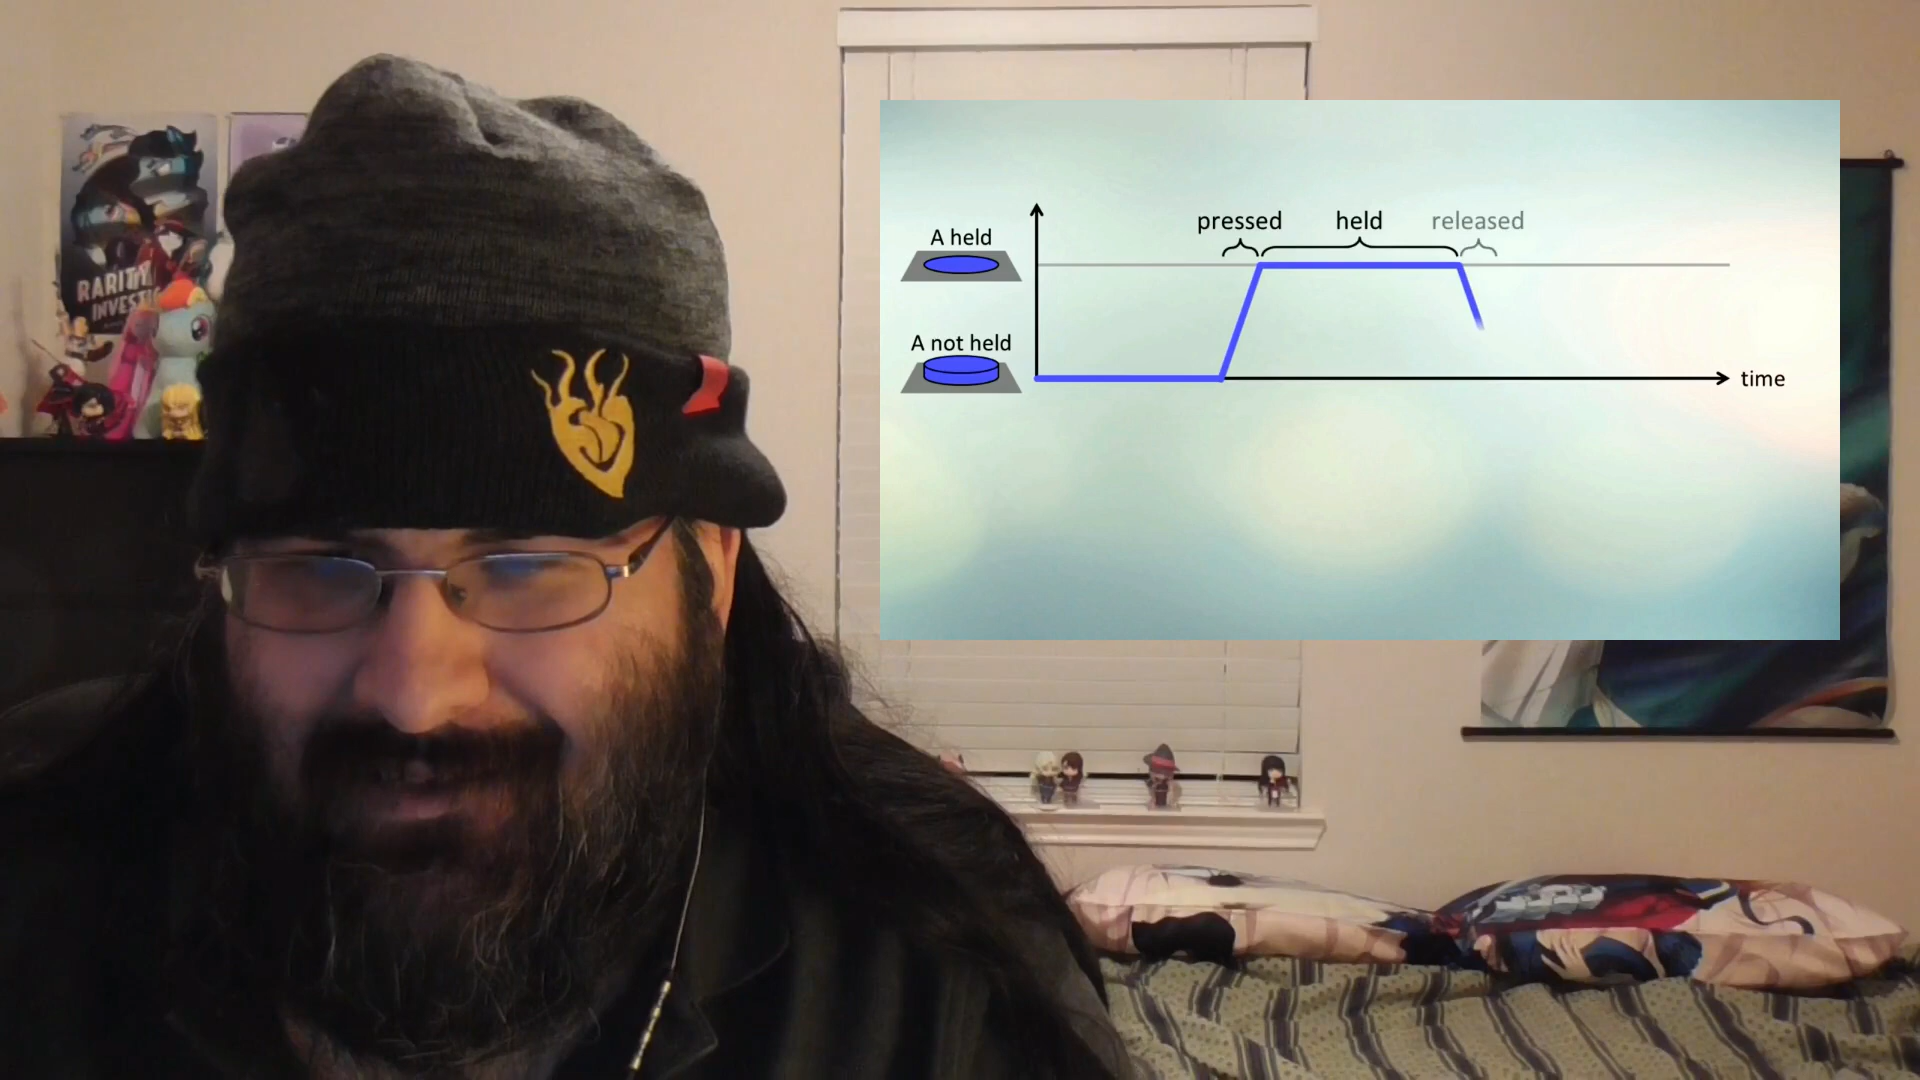 RARITY
INVESTI
pressed held released
A held
A not held
time